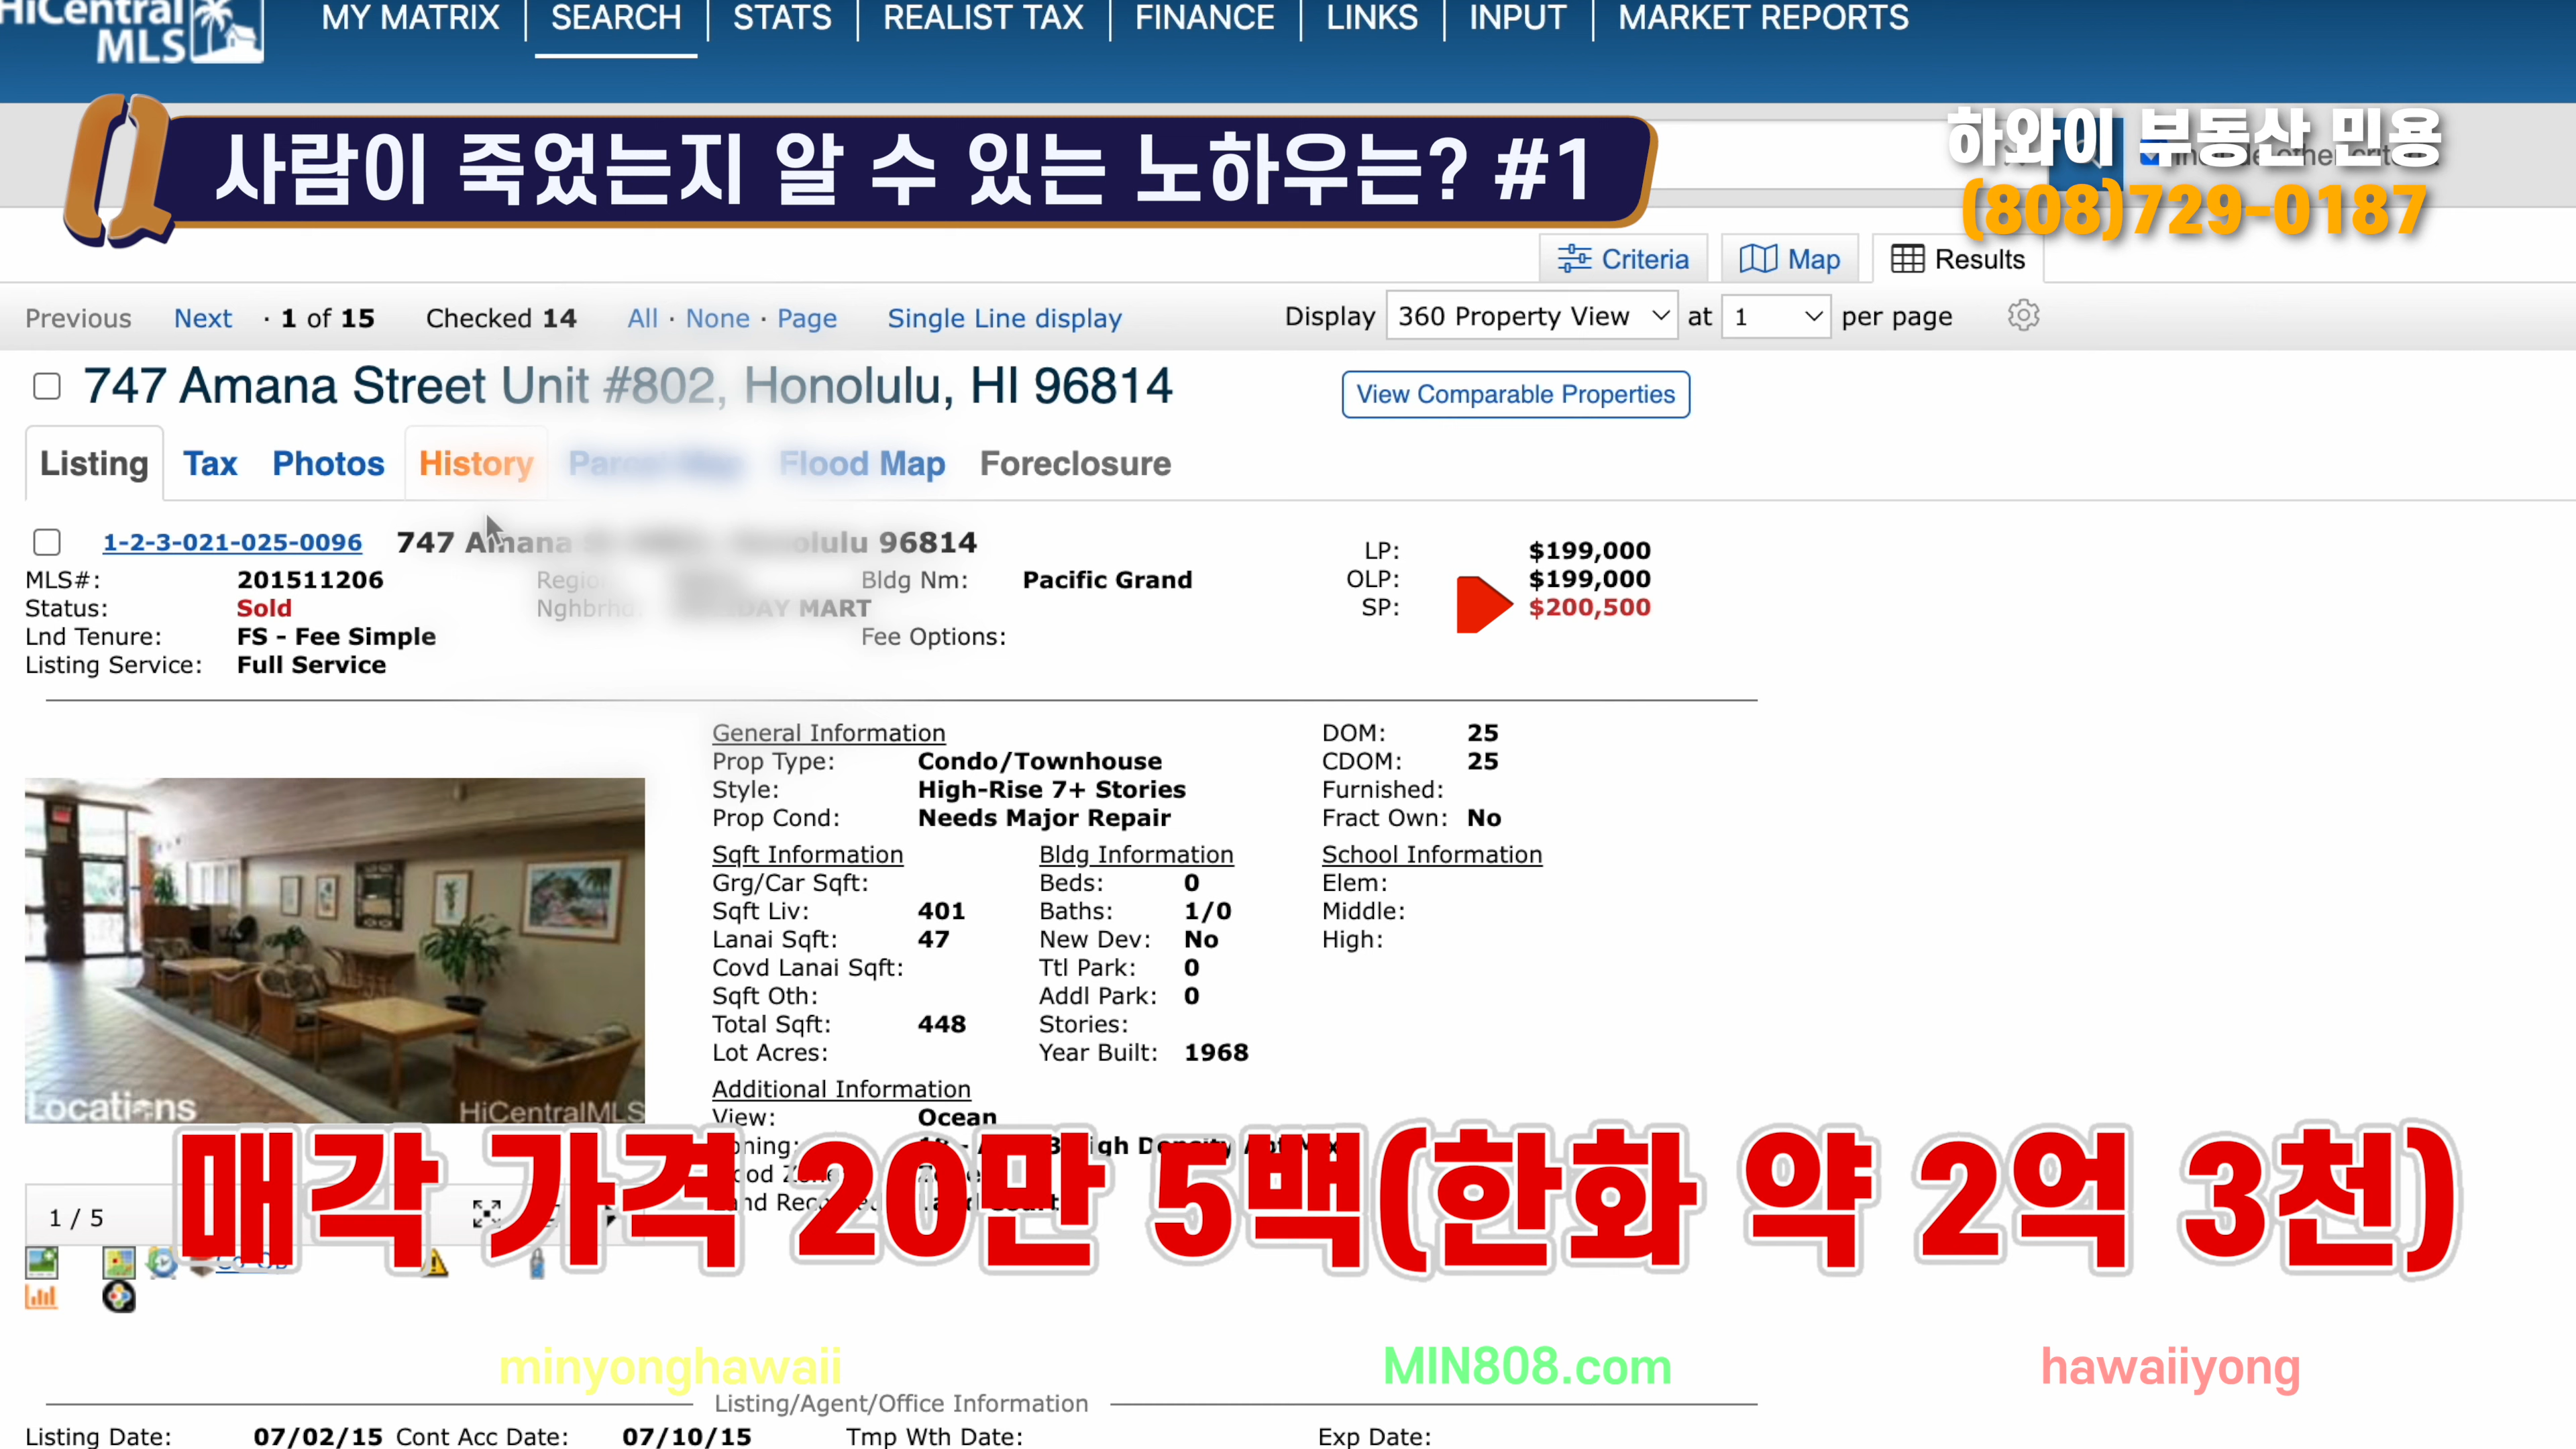 HiCentral
MLS
MY MATRIX SEARCH STATS REALIST TAX FINANCE LINKS INPUT MARKET REPORTS
Q 사람이 죽었는지 알 수 있는 노하우는? #1
하와이 부동산 민용
(808)729-0187
Criteria Map Results
Previous Next · 1 of 15 Checked 14 All · None · Page Single Line display Display 360 Property View at 1 per page
747 Amana Street Unit #802, Honolulu, HI 96814 View Comparable Properties
Listing Tax Photos History Parcel Map Flood Map Foreclosure
1-2-3-021-025-0096 747 Amana Honolulu 96814 LP: $199,000
MLS#: 201511206 Bldg Nm: Pacific Grand OLP: $199,000
Status: Sold Nghbrhd: MART SP: $200,500
Lnd Tenure: FS - Fee Simple Fee Options:
Listing Service: Full Service
General Information DOM: 25
Prop Type: Condo/Townhouse CDOM: 25
Style: High-Rise 7+ Stories Furnished:
Prop Cond: Needs Major Repair Fract Own: No
Sqft Information Bldg Information School Information
Grg/Car Sqft: Beds: 0 Elem:
Sqft Liv: 401 Baths: 1/0 Middle:
Lanai Sqft: 47 New Dev: No High:
Covd Lanai Sqft: Ttl Park: 0
Sqft Oth: Addl Park: 0
Total Sqft: 448 Stories:
Lot Acres: Year Built: 1968
Additional Information
Locations HiCentralMLS
View: Ocean
매각 가격 20만 5백(한화 약 2억 3천)
1 / 5
minyonghawaii MIN808.com hawaiiyong
Listing/Agent/Office Information
Listing Date: 07/02/15 Cont Acc Date: 07/10/15 Tmp Wth Date: Exp Date: